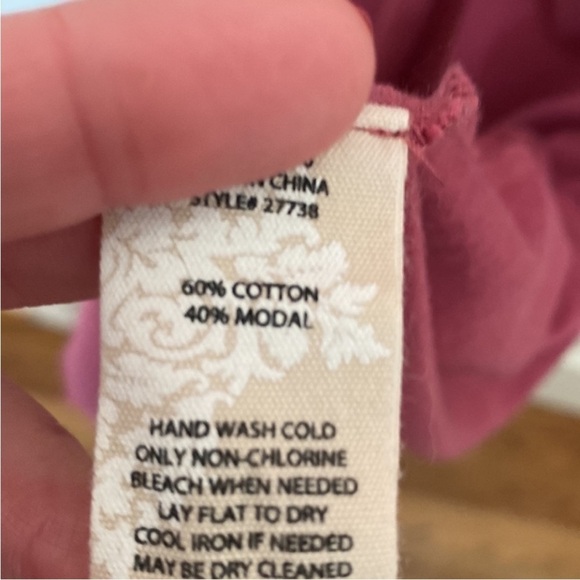 CHINA
STYLE# 27738
60% COTTON
40% MODAL
HAND WASH COLD
ONLY NON-CHLORINE
BLEACH WHEN NEEDED
LAY FLAT TO DRY
COOL IRON IF NEEDED
MAY BE DRY CLEANED